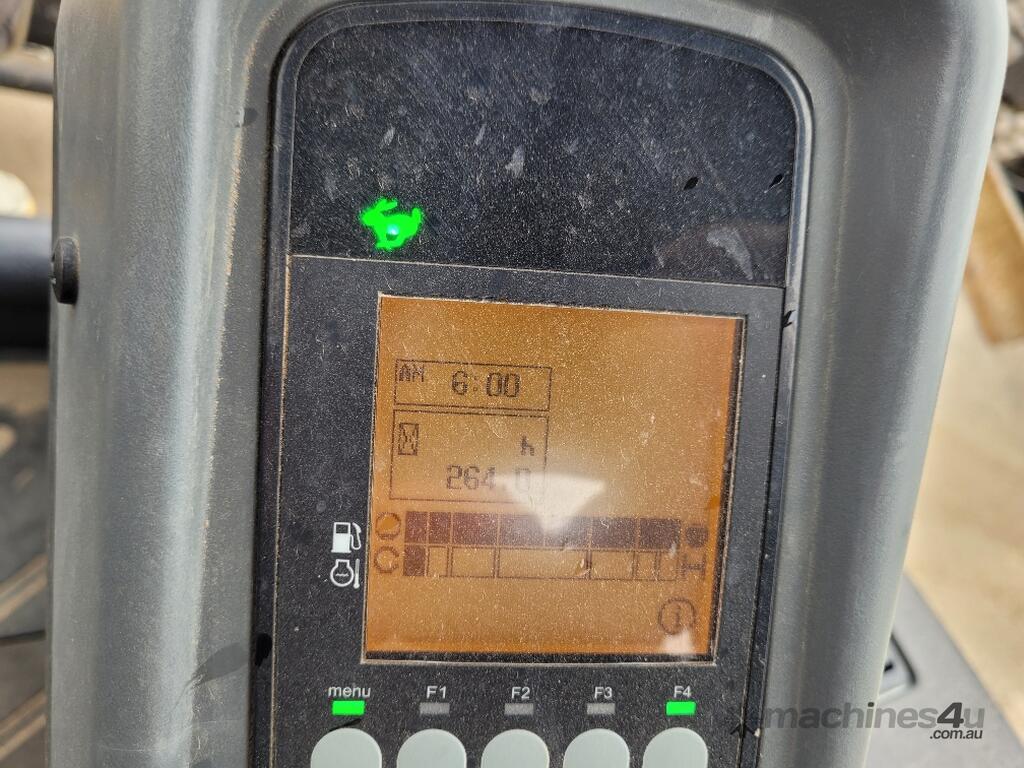 AM 6:00
h
264.0
C H
menu F1 F2 F3 F4
machines4u
.com.au